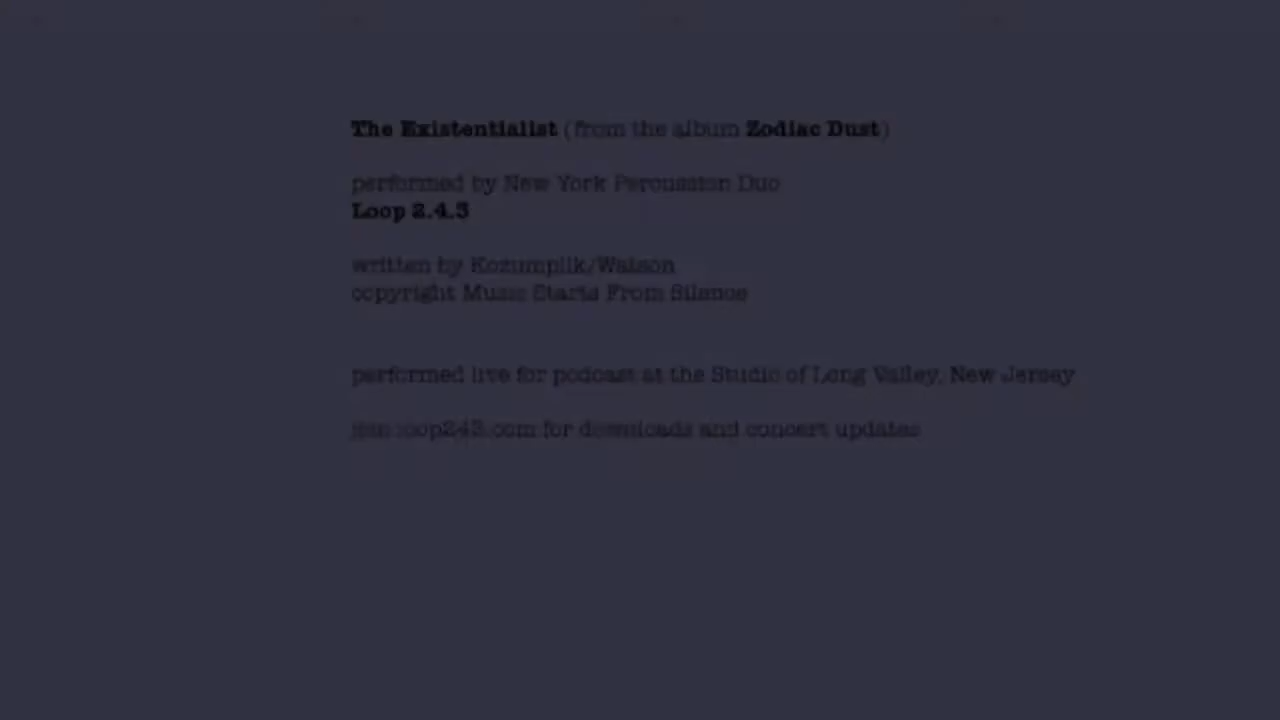 The Existentialist (from the album Zodiac Dust)
performed by New York Percussion Duo
Loop 2.4.3
written by Kozumplik/Watson
copyright Music Starts From Silence
performed live for podcast at the Studio of Long Valley, New Jersey
join loop243.com for downloads and concert updates